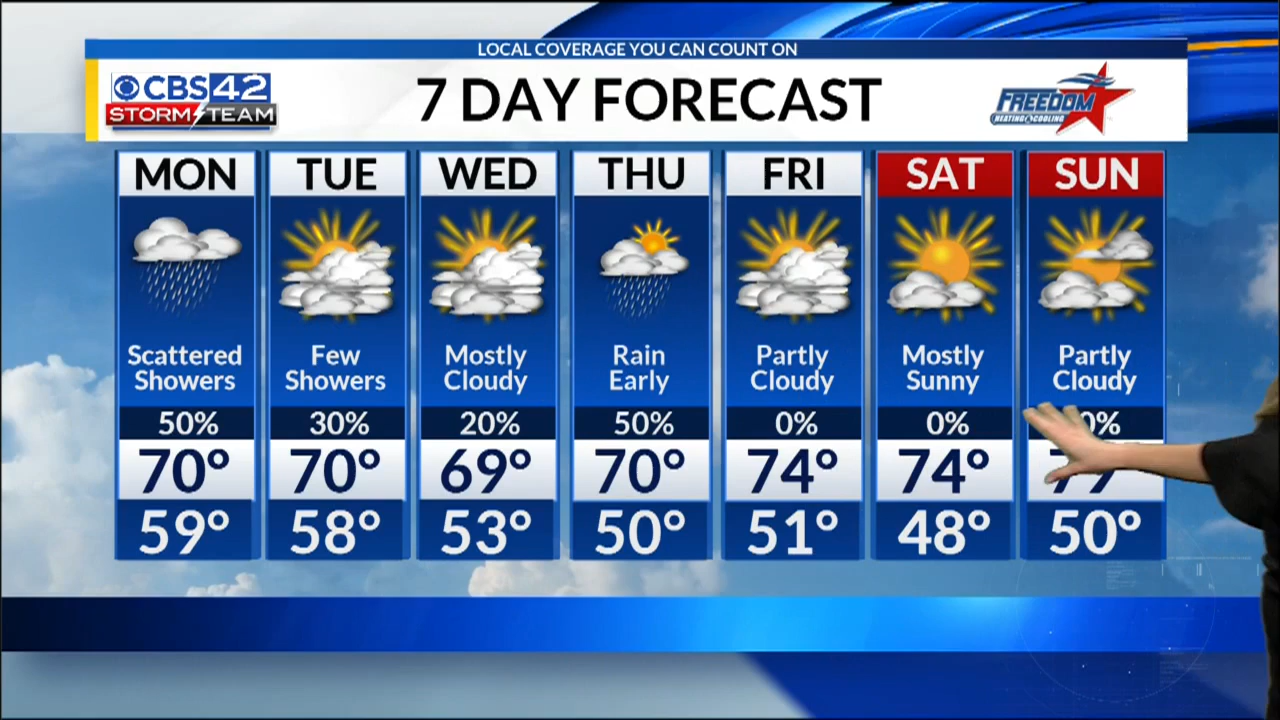 LOCAL COVERAGE YOU CAN COUNT ON
CBS 42
STORM TEAM
7 DAY FORECAST
FREEDOM
HEATING & COOLING
MON TUE WED THU FRI SAT SUN
Scattered Few Mostly Rain Partly Mostly Partly
Showers Showers Cloudy Early Cloudy Sunny Cloudy
50% 30% 20% 50% 0% 0%
70° 70° 69° 70° 74° 74°
59° 58° 53° 50° 51° 48° 50°